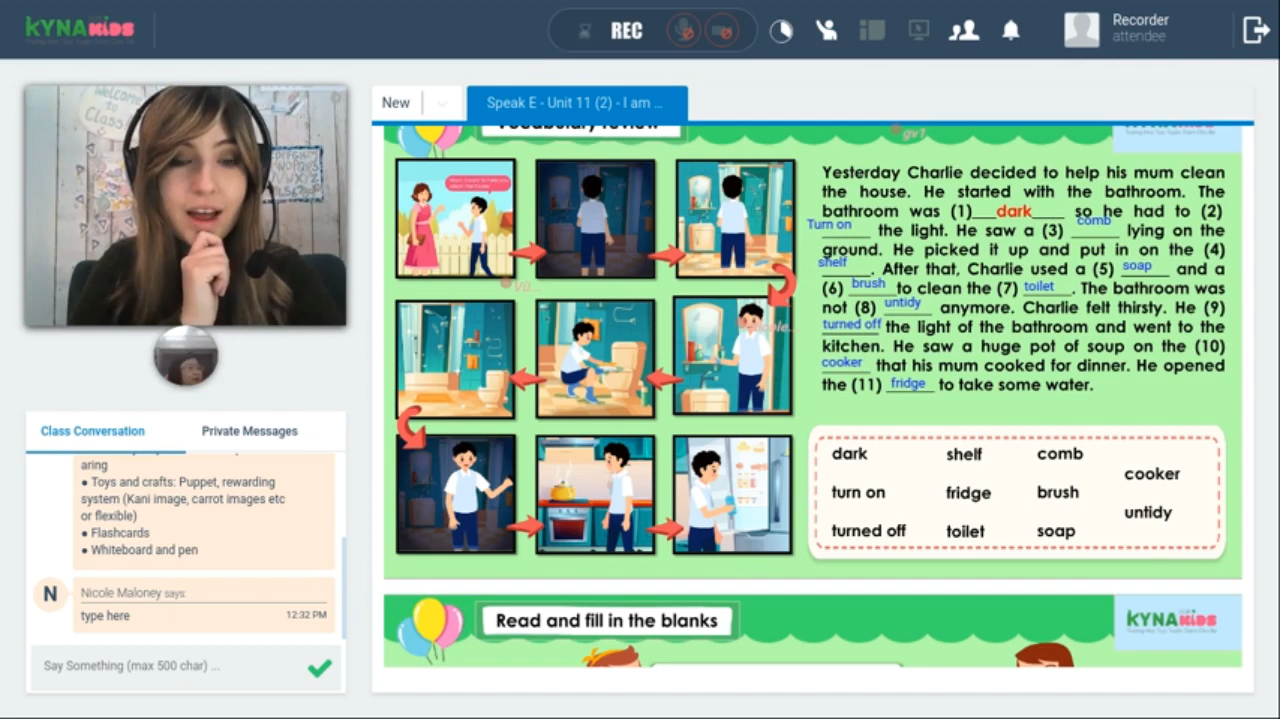 KYNA KIDS
REC
Recorder
attendee
Welcome
to
Class!
New
Speak E - Unit 11 (2) - I am ...
Vocabulary review
gv1
Yesterday Charlie decided to help his mum clean
the house. He started with the bathroom. The
bathroom was (1)__dark___ so he had to (2)
Turn on the light. He saw a (3) comb lying on the
ground. He picked it up and put in on the (4)
shelf. After that, Charlie used a (5) soap and a
(6) brush to clean the (7) toilet. The bathroom was
not (8) untidy anymore. Charlie felt thirsty. He (9)
turned off the light of the bathroom and went to the
kitchen. He saw a huge pot of soup on the (10)
cooker that his mum cooked for dinner. He opened
the (11) fridge to take some water.
dark shelf comb
cooker
turn on fridge brush
untidy
turned off toilet soap
Class Conversation Private Messages
aring
● Toys and crafts: Puppet, rewarding
system (Kani image, carrot images etc
or flexible)
● Flashcards
● Whiteboard and pen
N
Nicole Maloney says:
type here 12:32 PM
Say Something (max 500 char) ...
Read and fill in the blanks
KYNA KIDS